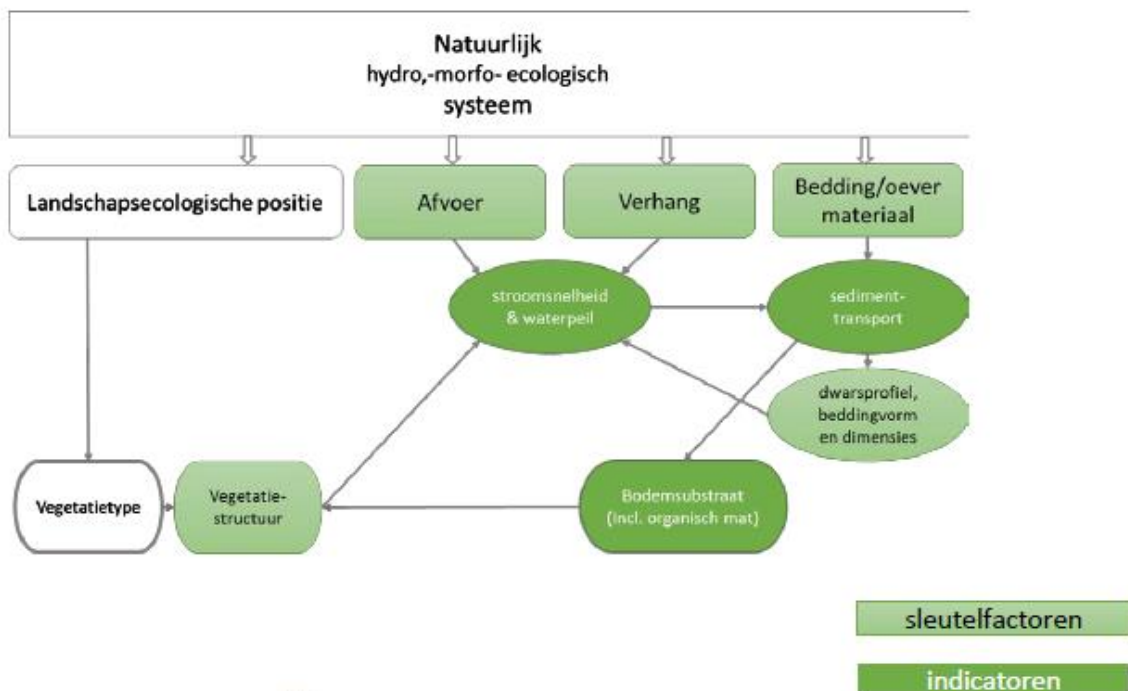 Natuurlijk
hydro,-morfo- ecologisch
systeem
Landschapsecologische positie
Afvoer
Verhang
Bedding/oever
materiaal
stroomsnelheid
& waterpeil
sediment-
transport
dwarsprofiel,
beddingvorm
en dimensies
Vegetatietype
Vegetatie-
structuur
Bodemsubstraat
(incl. organisch mat)
sleutelfactoren
indicatoren